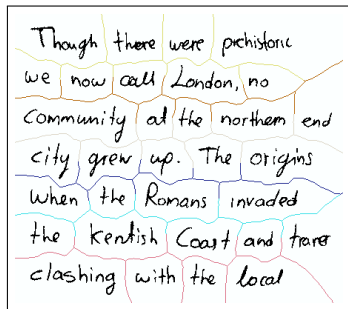 Though there were prehistoric
we now call London, no
Community at the northern end
city grew up. The origins
when the Romans invaded
the Kentish Coast and
clashing with the local